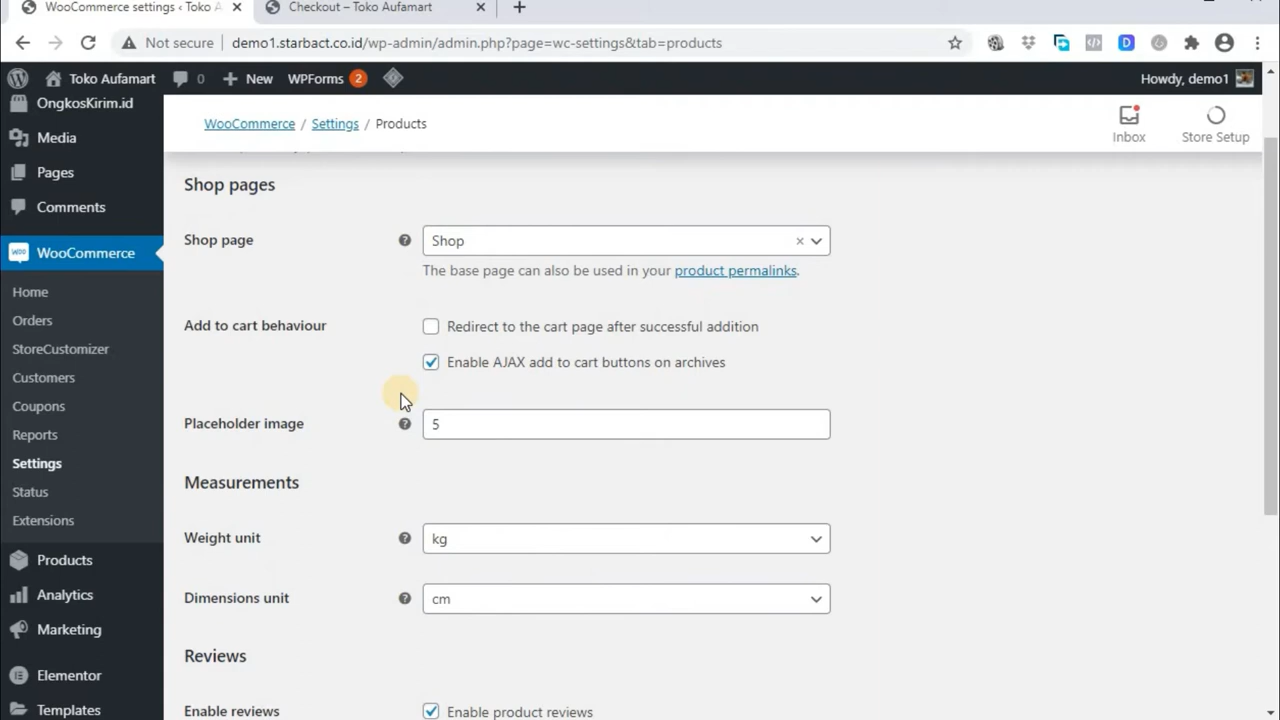 WooCommerce settings ‹ Toko A
Checkout – Toko Aufamart
Not secure
demo1.starbact.co.id/wp-admin/admin.php?page=wc-settings&tab=products
Toko Aufamart
0
New
WPForms 2
Howdy, demo1
OngkosKirim.id
Media
Pages
Comments
WooCommerce
Home
Orders
StoreCustomizer
Customers
Coupons
Reports
Settings
Status
Extensions
Products
Analytics
Marketing
Elementor
Templates
WooCommerce / Settings / Products
Inbox
Store Setup
Shop pages
Shop page
Shop
The base page can also be used in your product permalinks.
Add to cart behaviour
Redirect to the cart page after successful addition
Enable AJAX add to cart buttons on archives
Placeholder image
5
Measurements
Weight unit
kg
Dimensions unit
cm
Reviews
Enable reviews
Enable product reviews